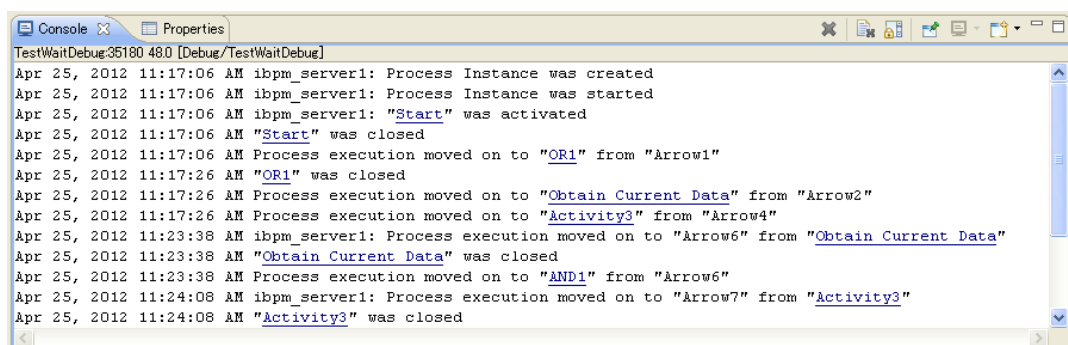 Console Properties
TestWaitDebug:35180 48.0 [Debug/TestWaitDebug]
Apr 25, 2012 11:17:06 AM ibpm_server1: Process Instance was created
Apr 25, 2012 11:17:06 AM ibpm_server1: Process Instance was started
Apr 25, 2012 11:17:06 AM ibpm_server1: "Start" was activated
Apr 25, 2012 11:17:06 AM "Start" was closed
Apr 25, 2012 11:17:06 AM Process execution moved on to "OR1" from "Arrow1"
Apr 25, 2012 11:17:26 AM "OR1" was closed
Apr 25, 2012 11:17:26 AM Process execution moved on to "Obtain Current Data" from "Arrow2"
Apr 25, 2012 11:17:26 AM Process execution moved on to "Activity3" from "Arrow4"
Apr 25, 2012 11:23:38 AM ibpm_server1: Process execution moved on to "Arrow6" from "Obtain Current Data"
Apr 25, 2012 11:23:38 AM "Obtain Current Data" was closed
Apr 25, 2012 11:23:38 AM Process execution moved on to "AND1" from "Arrow6"
Apr 25, 2012 11:24:08 AM ibpm_server1: Process execution moved on to "Arrow7" from "Activity3"
Apr 25, 2012 11:24:08 AM "Activity3" was closed